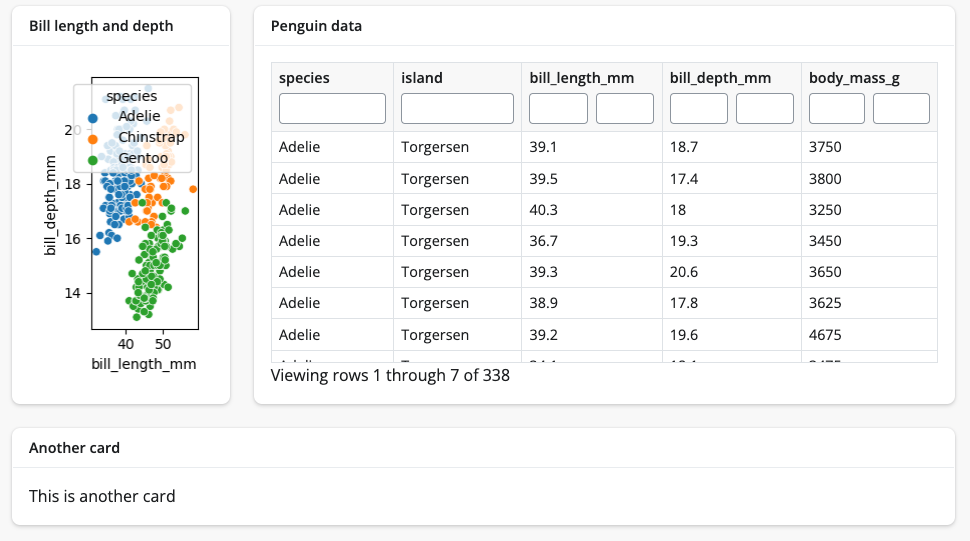 Bill length and depth
species
Adelie
Chinstrap
Gentoo
20
18
16
14
bill_depth_mm
40 50
bill_length_mm
Penguin data
species island bill_length_mm bill_depth_mm body_mass_g
Adelie Torgersen 39.1 18.7 3750
Adelie Torgersen 39.5 17.4 3800
Adelie Torgersen 40.3 18 3250
Adelie Torgersen 36.7 19.3 3450
Adelie Torgersen 39.3 20.6 3650
Adelie Torgersen 38.9 17.8 3625
Adelie Torgersen 39.2 19.6 4675
Viewing rows 1 through 7 of 338
Another card
This is another card